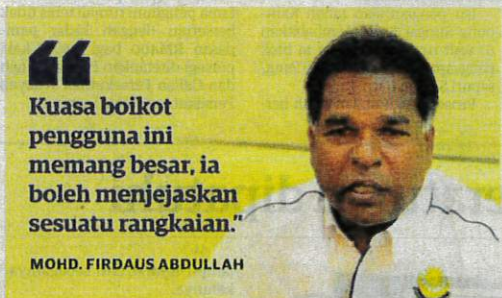 “
Kuasa boikot
pengguna ini
memang besar, ia
boleh menjejaskan
sesuatu rangkaian.”
MOHD. FIRDAUS ABDULLAH